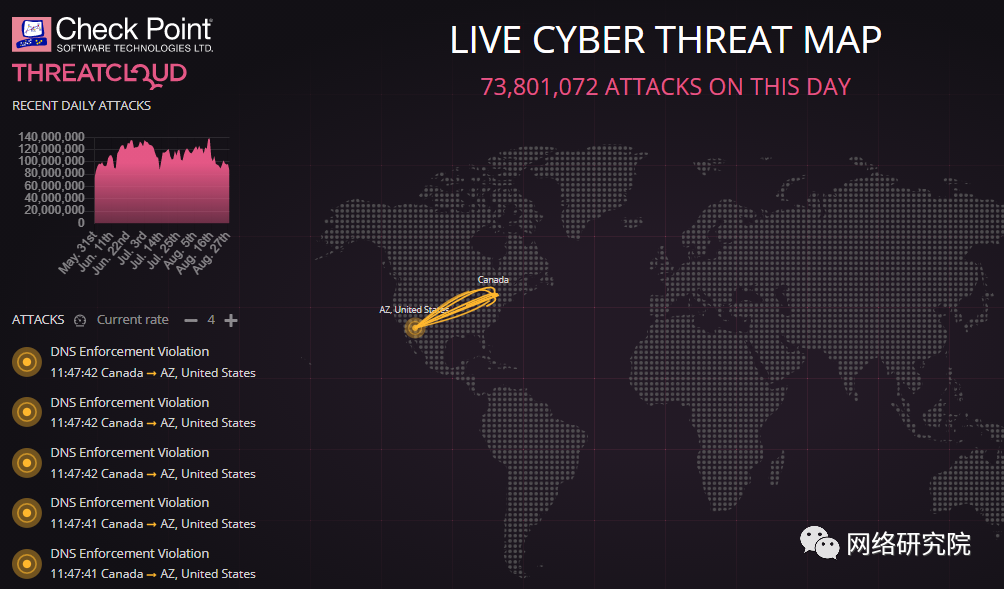 Check Point
SOFTWARE TECHNOLOGIES LTD.
THREATCLOUD
RECENT DAILY ATTACKS
140,000,000
120,000,000
100,000,000
80,000,000
60,000,000
40,000,000
20,000,000
0
May. 31st
Jun. 11th
Jun. 22nd
Jul. 3rd
Jul. 14th
Jul. 25th
Aug. 5th
Aug. 16th
Aug. 27th
LIVE CYBER THREAT MAP
73,801,072 ATTACKS ON THIS DAY
Canada
AZ, United States
ATTACKS Current rate − 4 +
DNS Enforcement Violation
11:47:42 Canada → AZ, United States
DNS Enforcement Violation
11:47:42 Canada → AZ, United States
DNS Enforcement Violation
11:47:42 Canada → AZ, United States
DNS Enforcement Violation
11:47:41 Canada → AZ, United States
DNS Enforcement Violation
11:47:41 Canada → AZ, United States
网络研究院